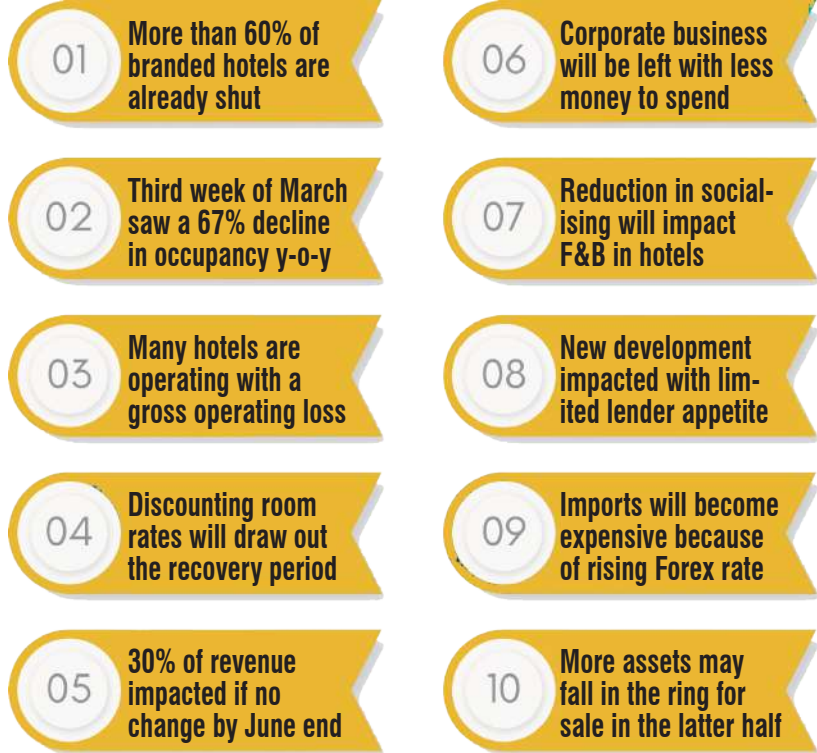 01
More than 60% of
branded hotels are
already shut
02
Third week of March
saw a 67% decline
in occupancy y-o-y
03
Many hotels are
operating with a
gross operating loss
04
Discounting room
rates will draw out
the recovery period
05
30% of revenue
impacted if no
change by June end
06
Corporate business
will be left with less
money to spend
07
Reduction in social-
ising will impact
F&B in hotels
08
New development
impacted with lim-
ited lender appetite
09
Imports will become
expensive because
of rising Forex rate
10
More assets may
fall in the ring for
sale in the latter half